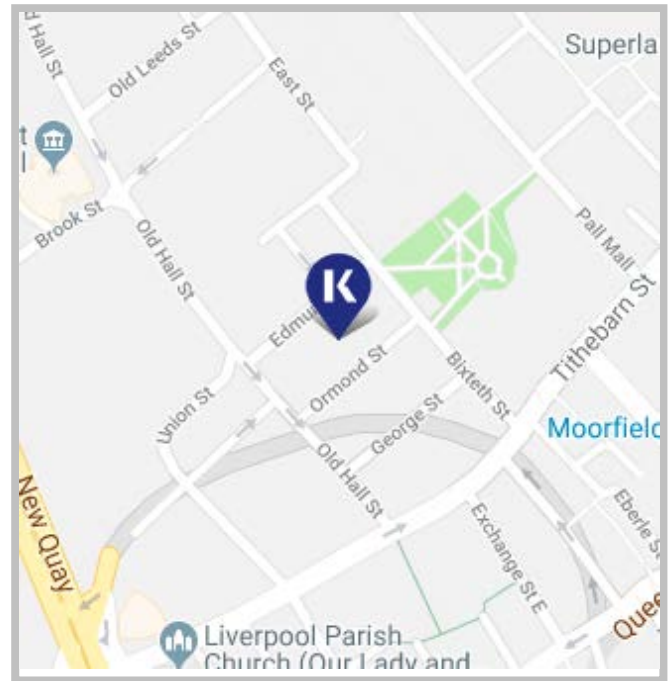 d Hall St
Old Leeds St
East St
Superla
t
l
Brook St
Old Hall St
Pall Mall
K
Edmu
Tithebarn St
Ormond St
Bixteth St
Union St
George St
Moorfield
Old Hall St
New Quay
Exchange St E
Eberle St
Quee
Liverpool Parish
Church (Our Lady and